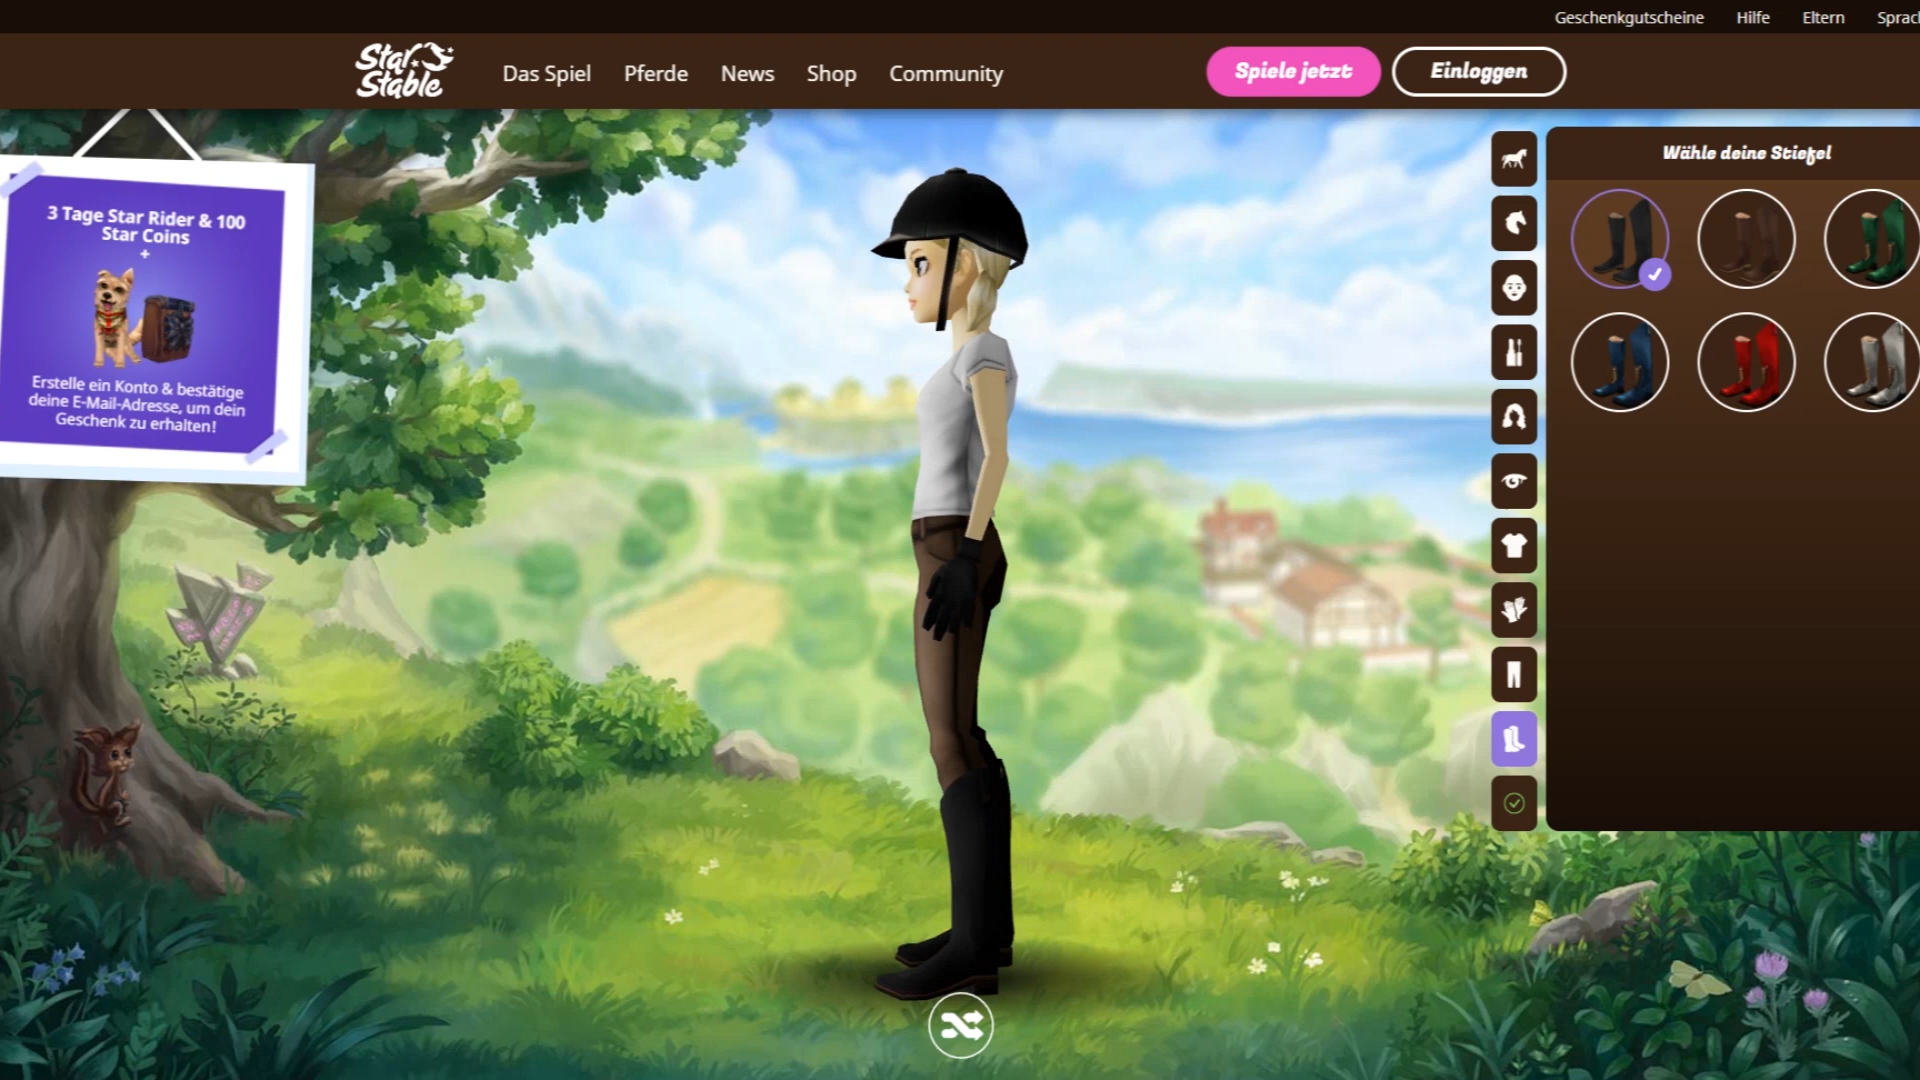 Geschenkgutscheine Hilfe Eltern
Star Stable
Das Spiel Pferde News Shop Community
Spiele jetzt Einloggen
3 Tage Star Rider & 100
Star Coins
+
Erstelle ein Konto & bestätige
deine E-Mail-Adresse, um dein
Geschenk zu erhalten!
Wähle deine Stiefel